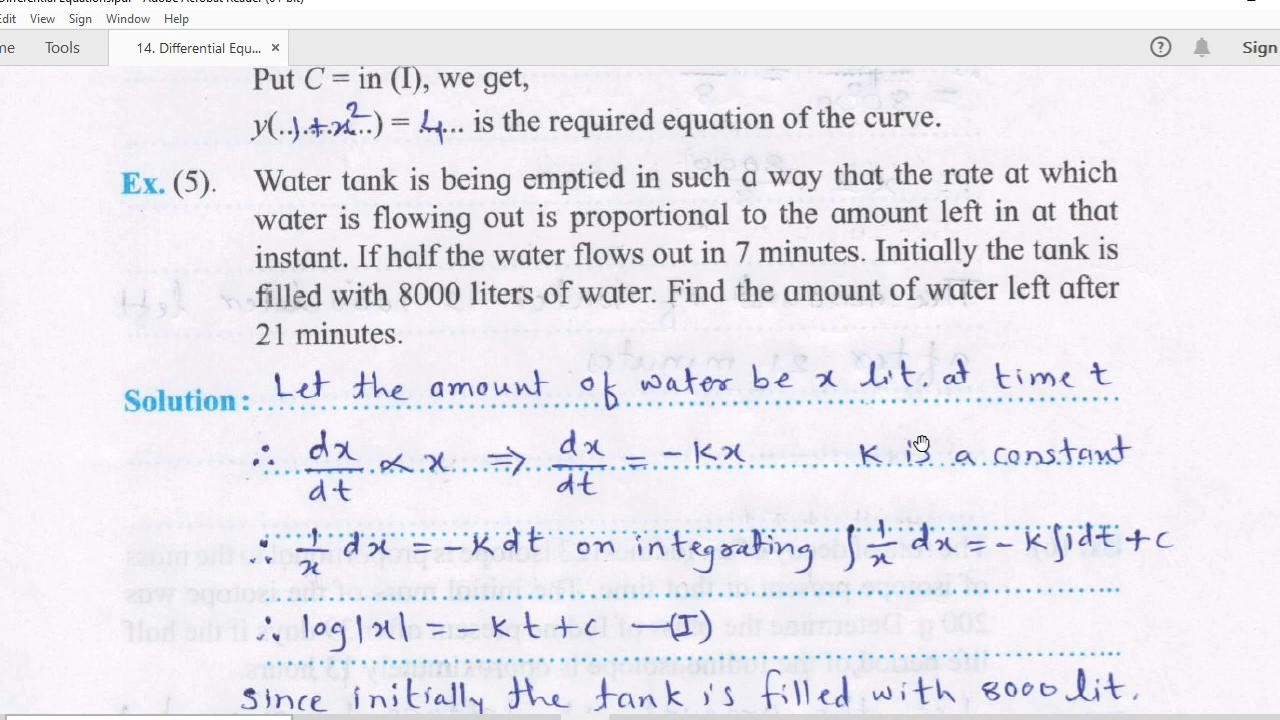 Edit View Sign Window Help
me Tools 14. Differential Equ... × ? Sign
Put C = in (I), we get,
y(..1+x²..) = 4... is the required equation of the curve.
Ex. (5). Water tank is being emptied in such a way that the rate at which
water is flowing out is proportional to the amount left in at that
instant. If half the water flows out in 7 minutes. Initially the tank is
filled with 8000 liters of water. Find the amount of water left after
21 minutes.
Solution: Let the amount of water be x lit at time t
∴ dx/dt ∝ x ⇒ dx/dt = -kx k is a constant
∴ 1/x dx = -k dt on integrating ∫ 1/x dx = -k∫1dt + c
∴ log|x| = -kt + c -(I)
since initially the tank is filled with 8000 lit.